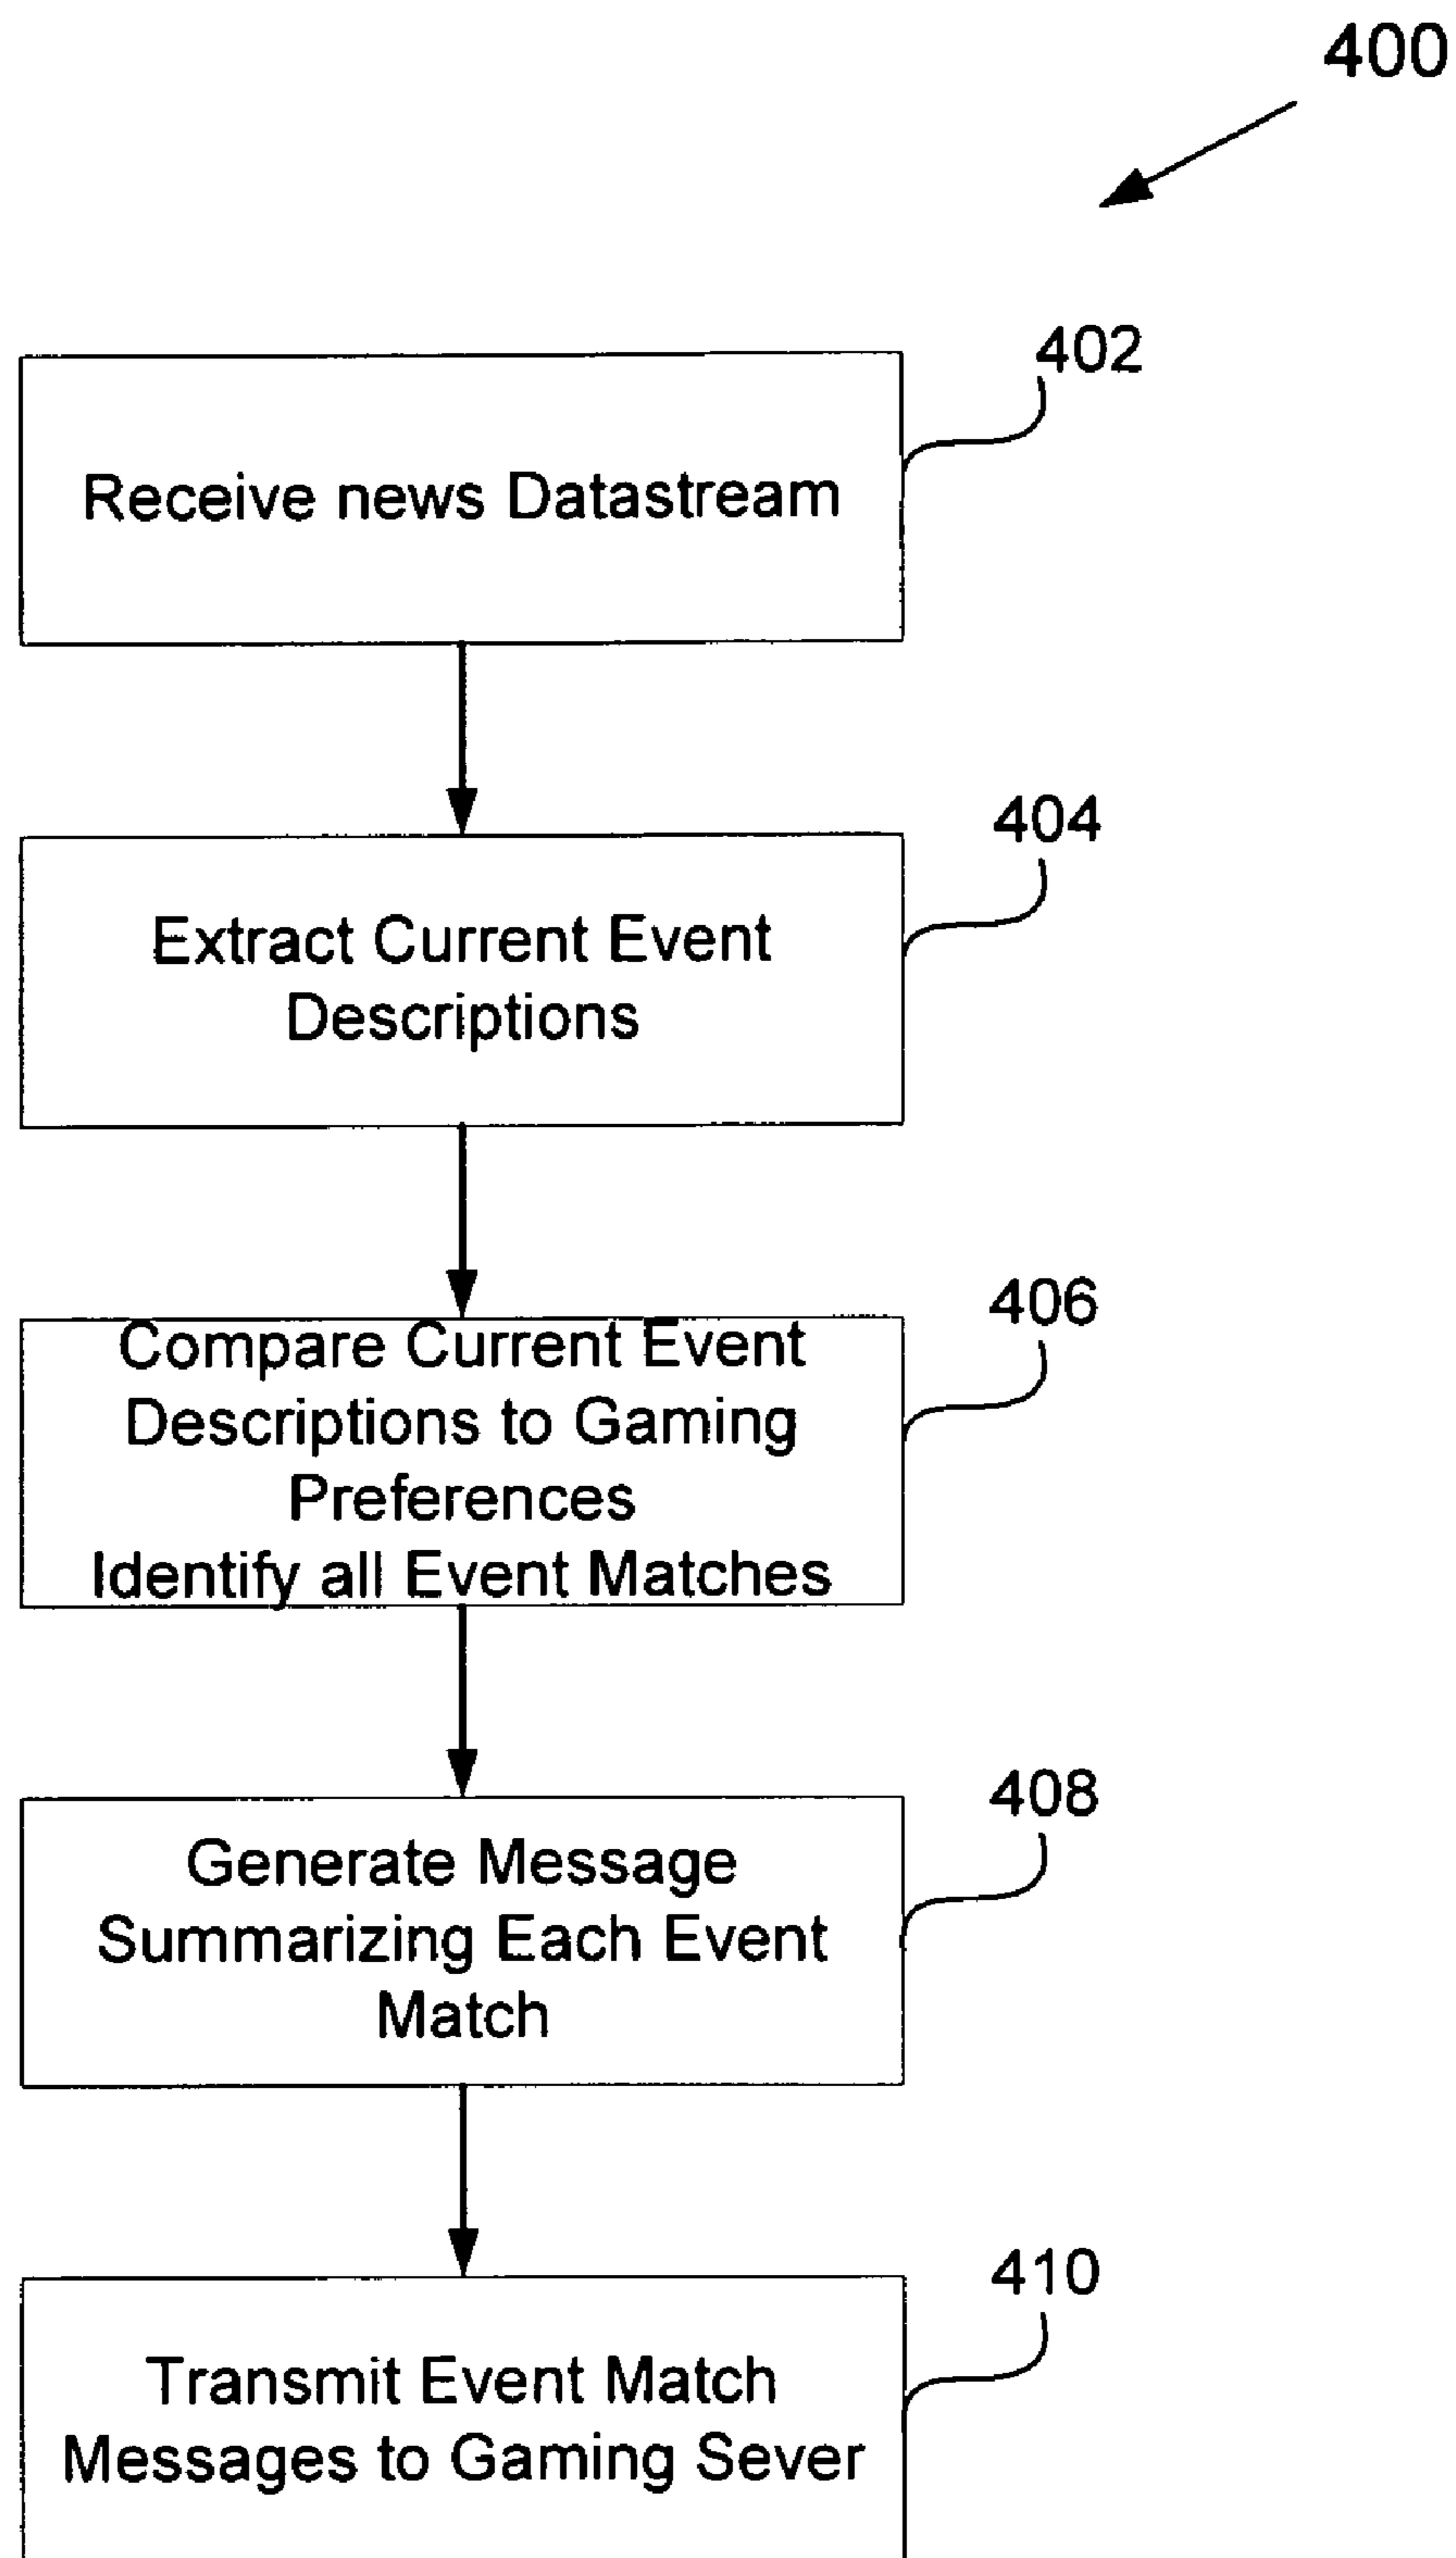 400
402
Receive news Datastream
404
Extract Current Event
Descriptions
406
Compare Current Event
Descriptions to Gaming
Preferences
Identify all Event Matches
408
Generate Message
Summarizing Each Event
Match
410
Transmit Event Match
Messages to Gaming Sever